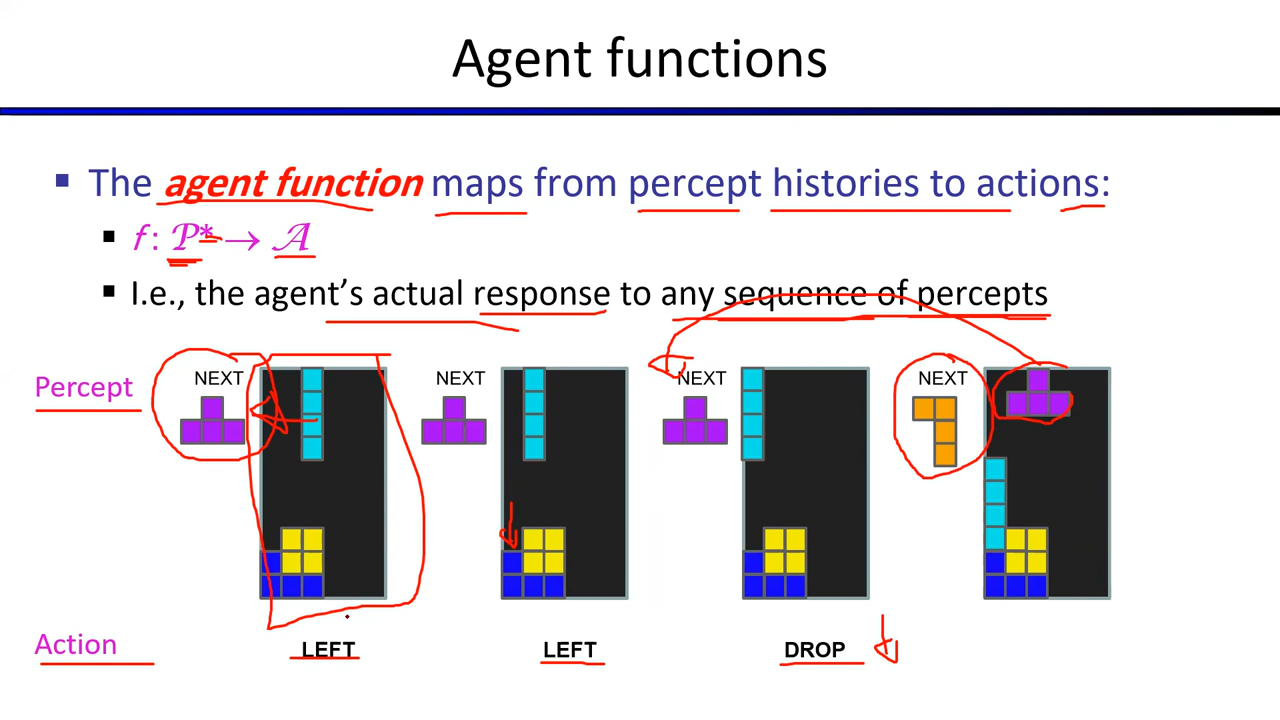 Agent functions
▪ The agent function maps from percept histories to actions:
▪ f : 𝒫* → 𝒜
▪ I.e., the agent’s actual response to any sequence of percepts
Percept
NEXT
NEXT
NEXT
NEXT
Action
LEFT
LEFT
DROP